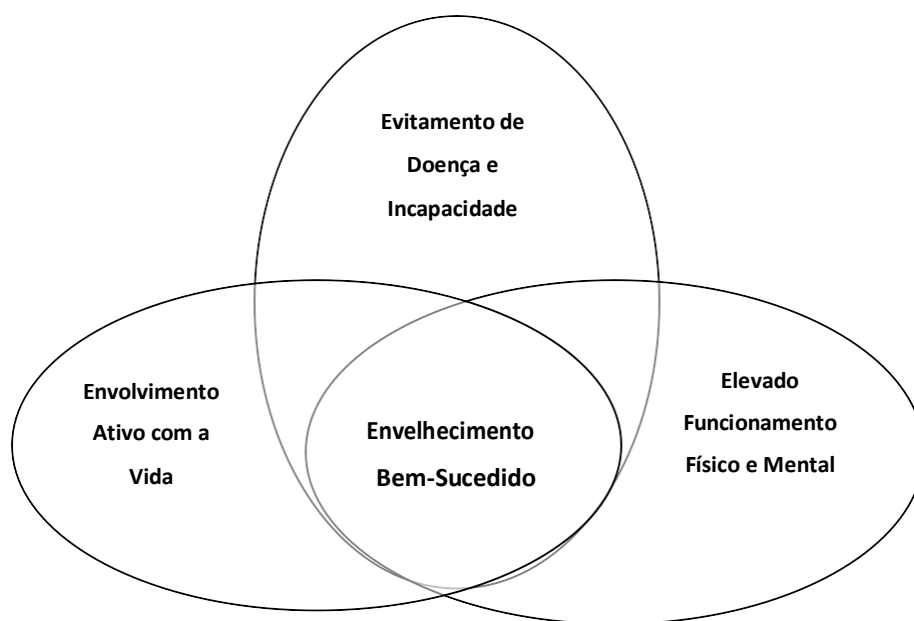 Evitamento de
Doença e
Incapacidade
Envolvimento
Ativo com a
Vida
Envelhecimento
Bem-Sucedido
Elevado
Funcionamento
Físico e Mental